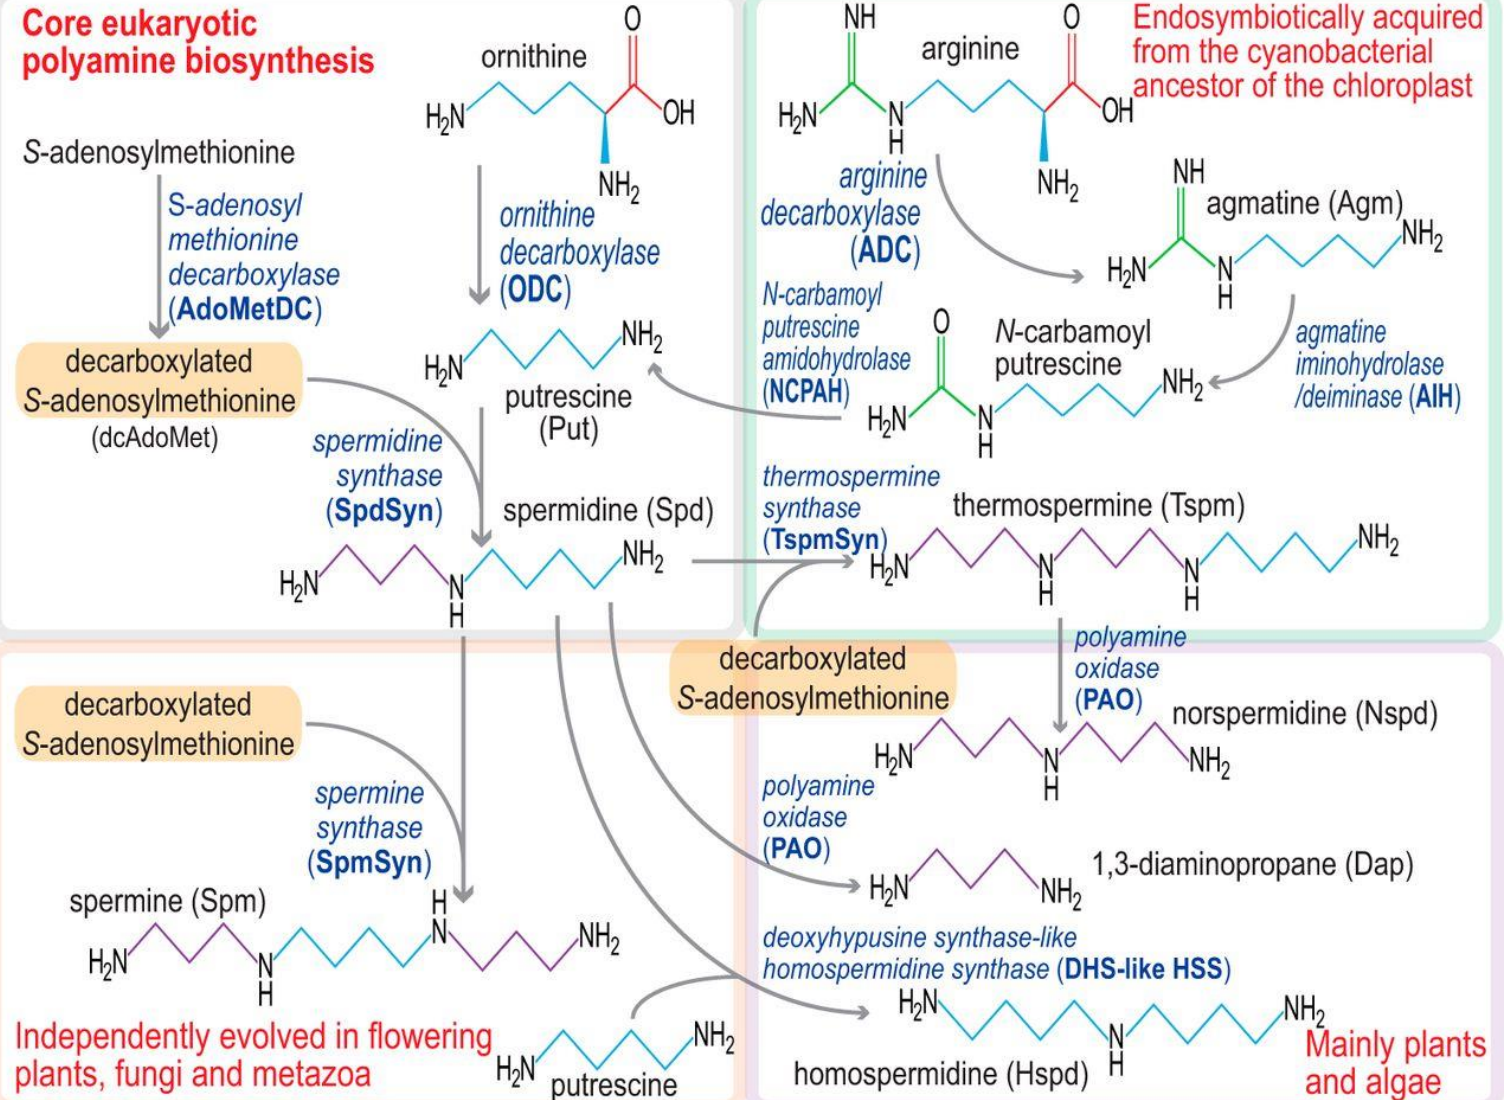 Core eukaryotic
polyamine biosynthesis
S-adenosylmethionine
S-adenosyl
methionine
decarboxylase
(AdoMetDC)
decarboxylated
S-adenosylmethionine
(dcAdoMet)
ornithine
O
H₂N
OH
NH₂
ornithine
decarboxylase
(ODC)
NH₂
H₂N
putrescine
(Put)
spermidine
synthase
(SpdSyn)
spermidine (Spd)
NH₂
H₂N
N
H
Endosymbiotically acquired
from the cyanobacterial
ancestor of the chloroplast
NH
arginine
O
H₂N
N
H
OH
NH₂
arginine
decarboxylase
(ADC)
NH
agmatine (Agm)
NH₂
H₂N
N
H
agmatine
iminohydrolase
/deiminase (AIH)
N-carbamoyl
putrescine
amidohydrolase
(NCPAH)
O
N-carbamoyl
putrescine
NH₂
H₂N
N
H
thermospermine
synthase
(TspmSyn)
thermospermine (Tspm)
H₂N
N
H
N
H
NH₂
decarboxylated
S-adenosylmethionine
spermine
synthase
(SpmSyn)
spermine (Spm)
H₂N
N
H
H
N
NH₂
Independently evolved in flowering
plants, fungi and metazoa
H₂N
NH₂
putrescine
decarboxylated
S-adenosylmethionine
polyamine
oxidase
(PAO)
norspermidine (Nspd)
H₂N
N
H
NH₂
polyamine
oxidase
(PAO)
H₂N
NH₂
1,3-diaminopropane (Dap)
deoxyhypusine synthase-like
homospermidine synthase (DHS-like HSS)
H₂N
N
H
NH₂
homospermidine (Hspd)
Mainly plants
and algae